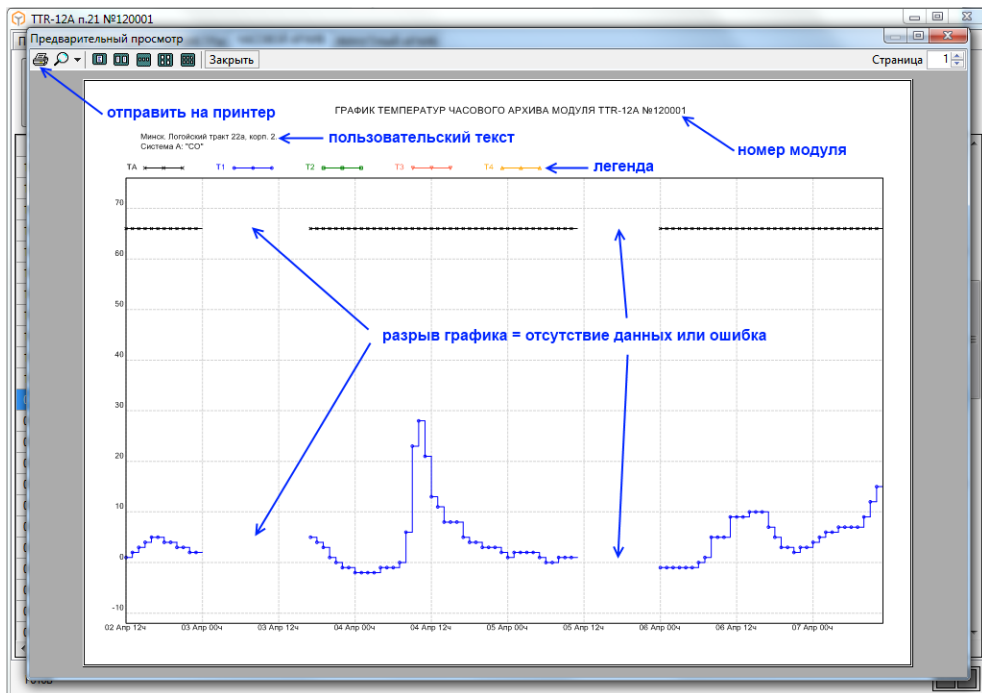 TTR-12A п.21 №120001
Предварительный просмотр
Закрыть
Страница 1
отправить на принтер
ГРАФИК ТЕМПЕРАТУР ЧАСОВОГО АРХИВА МОДУЛЯ TTR-12A №120001
Минск. Логойский тракт 22а, корп. 2.
пользовательский текст
Система А: "СО"
номер модуля
TA T1 T2 T3 T4
легенда
70
60
50
разрыв графика = отсутствие данных или ошибка
40
30
20
10
0
-10
02 Апр 12ч 03 Апр 00ч 03 Апр 12ч 04 Апр 00ч 04 Апр 12ч 05 Апр 00ч 05 Апр 12ч 06 Апр 00ч 06 Апр 12ч 07 Апр 00ч